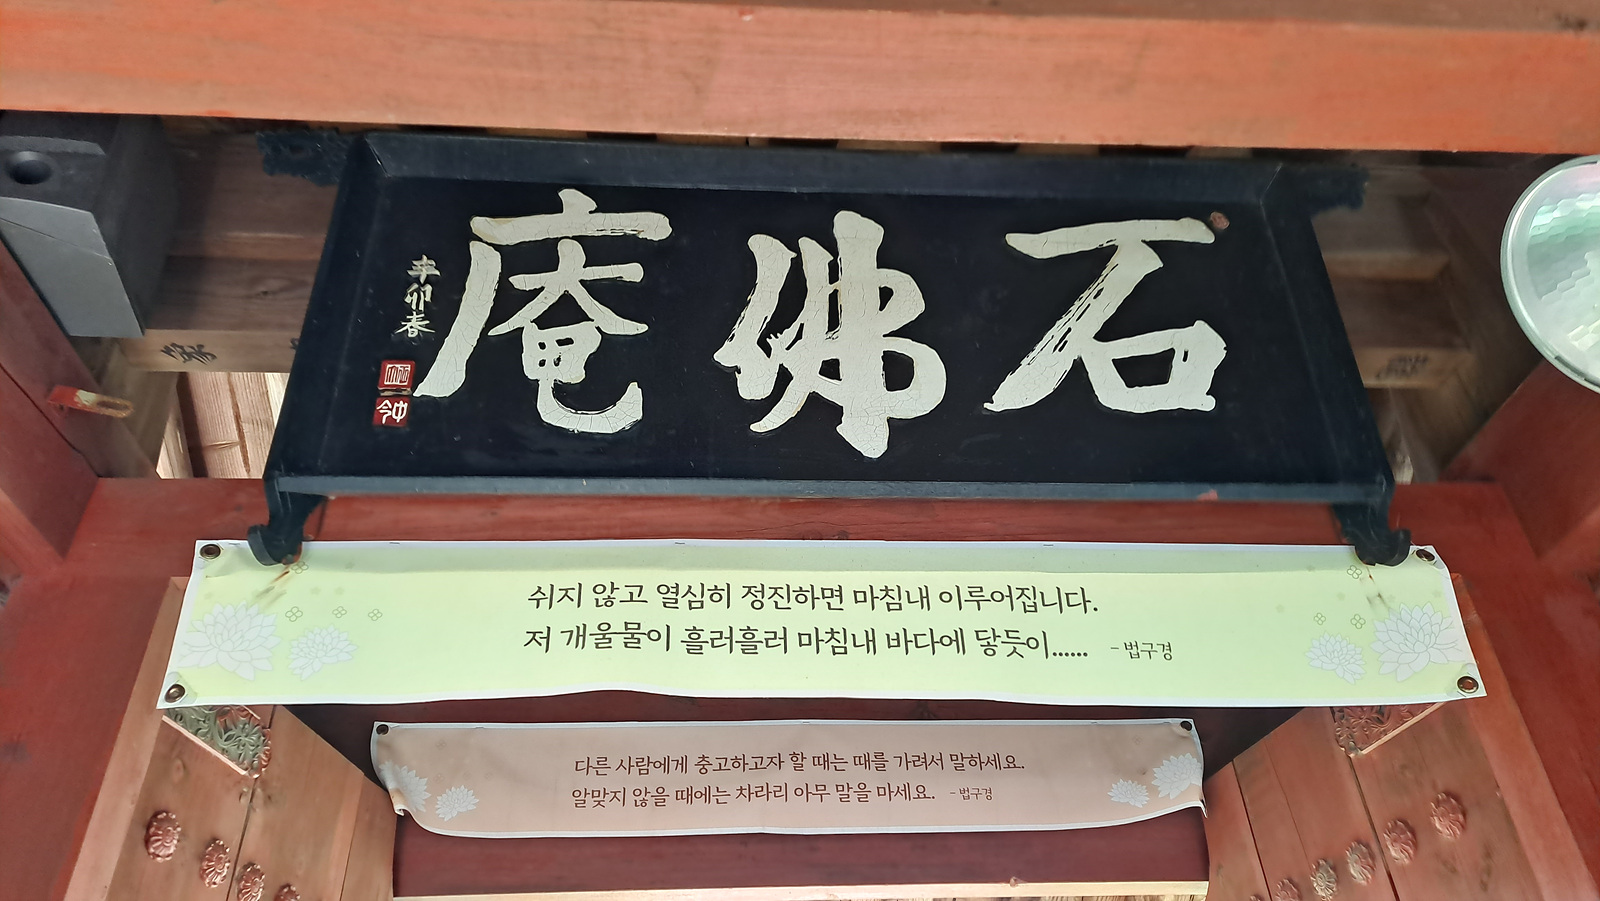 石佛庵
辛卯春
쉬지 않고 열심히 정진하면 마침내 이루어집니다.
저 개울물이 흘러흘러 마침내 바다에 닿듯이...... - 법구경
다른 사람에게 충고하고자 할 때는 때를 가려서 말하세요.
알맞지 않을 때에는 차라리 아무 말을 마세요. - 법구경